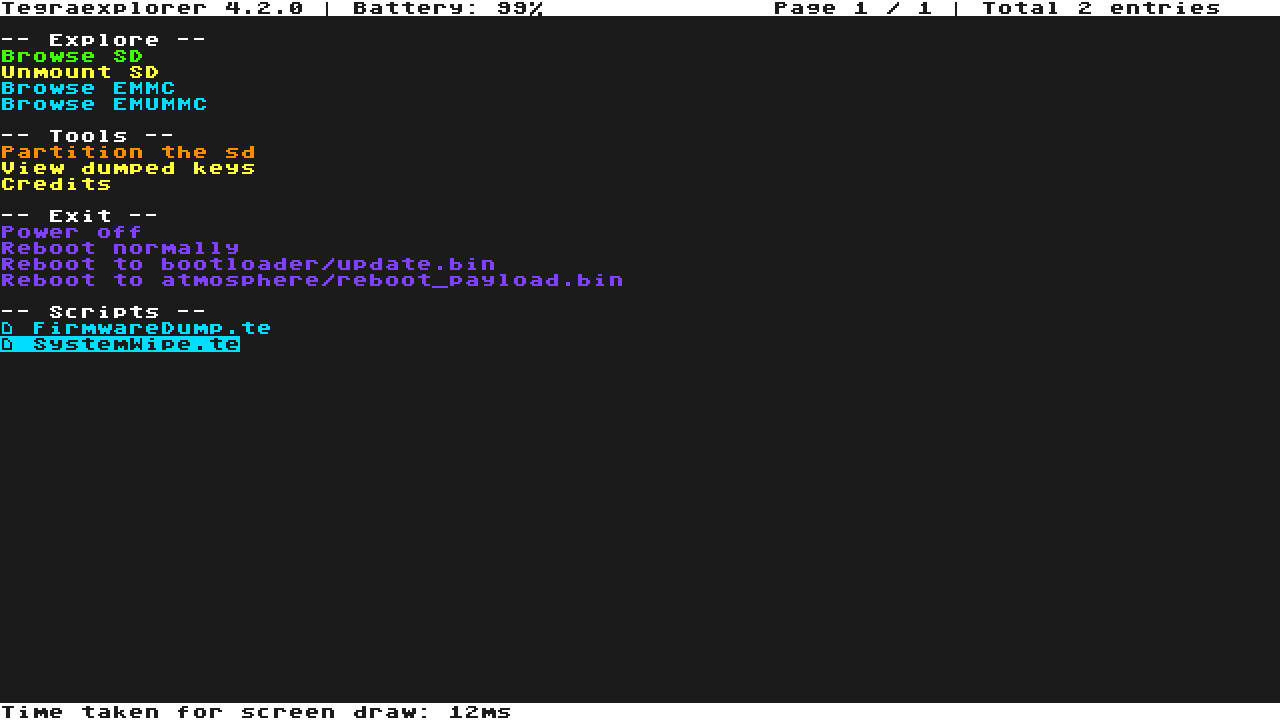 Tegraexplorer 4.2.0 | Battery: 99% Page 1 / 1 | Total 2 entries
-- Explore --
Browse SD
Unmount SD
Browse EMMC
Browse EMUMMC
-- Tools --
Partition the sd
View dumped keys
Credits
-- Exit --
Power off
Reboot normally
Reboot to bootloader/update.bin
Reboot to atmosphere/reboot_payload.bin
-- Scripts --
FirmwareDump.te
SystemWipe.te
Time taken for screen draw: 12ms